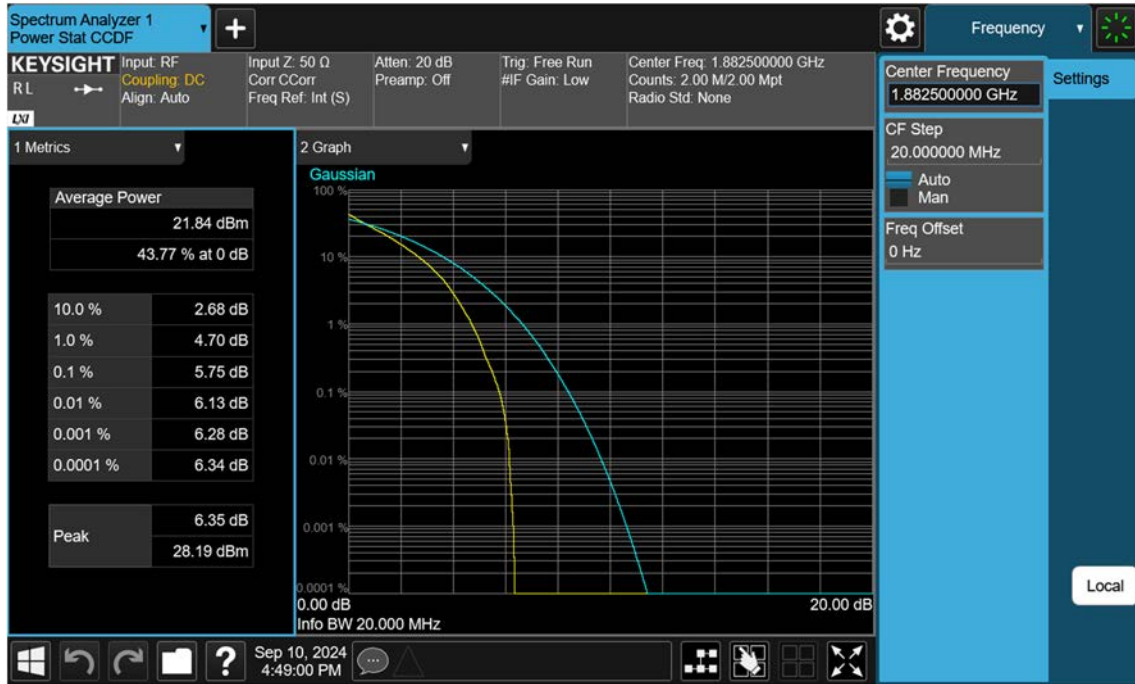 Spectrum Analyzer 1
Power Stat CCDF
Frequency
KEYSIGHT
R L
LXI
Input: RF
Coupling: DC
Align: Auto
Input Z: 50 Ω
Corr CCorr
Freq Ref: Int (S)
Atten: 20 dB
Preamp: Off
Trig: Free Run
#IF Gain: Low
Center Freq: 1.882500000 GHz
Counts: 2.00 M/2.00 Mpt
Radio Std: None
Center Frequency
1.882500000 GHz
Settings
CF Step
20.000000 MHz
Auto
Man
Freq Offset
0 Hz
Local
1 Metrics
Average Power
21.84 dBm
43.77 % at 0 dB
10.0 % 2.68 dB
1.0 % 4.70 dB
0.1 % 5.75 dB
0.01 % 6.13 dB
0.001 % 6.28 dB
0.0001 % 6.34 dB
Peak
6.35 dB
28.19 dBm
2 Graph
Gaussian
100 %
10 %
1 %
0.1 %
0.01 %
0.001 %
0.0001 %
0.00 dB 20.00 dB
Info BW 20.000 MHz
?
Sep 10, 2024
4:49:00 PM